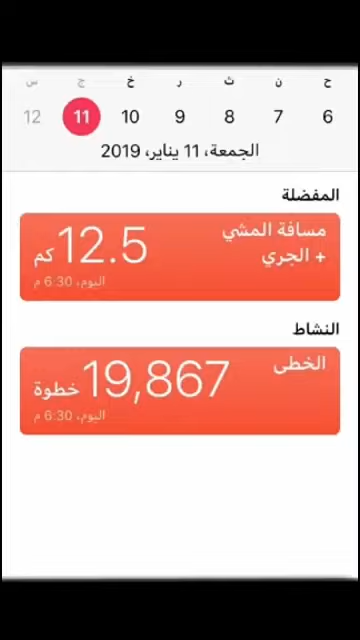 ح ن ث ر خ ج س
6 7 8 9 10 11 12
الجمعة، 11 يناير، 2019
المفضلة
مسافة المشي
+ الجري
12.5 كم
اليوم، 6:30 م
النشاط
الخطى
19,867 خطوة
اليوم، 6:30 م